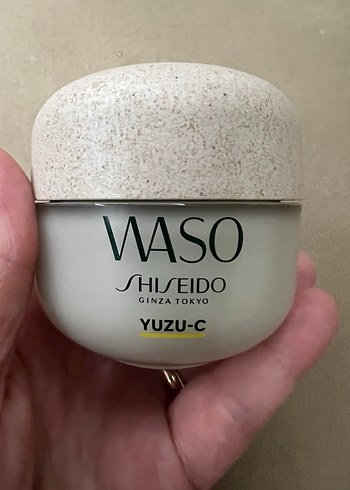 WASO
SHISEIDO
GINZA TOKYO
YUZU-C